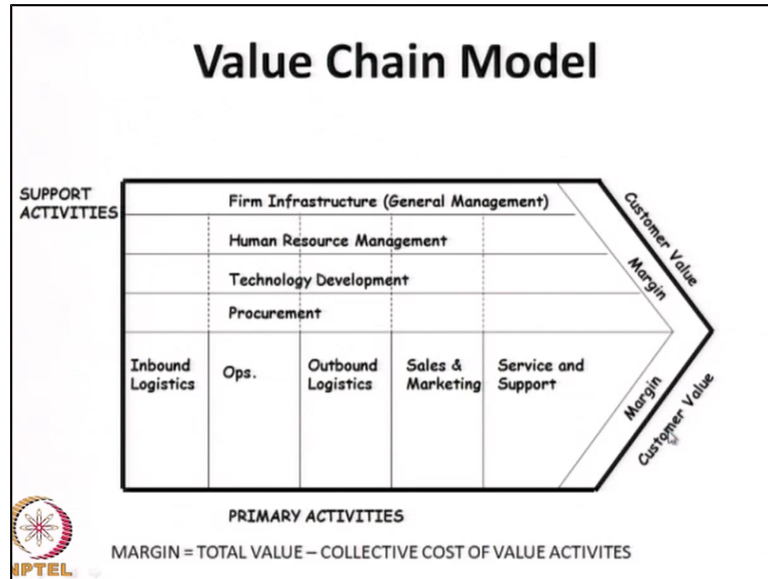 Value Chain Model
SUPPORT
ACTIVITIES
Firm Infrastructure (General Management)
Human Resource Management
Technology Development
Procurement
Customer Value
Margin
Inbound
Logistics
Ops.
Outbound
Logistics
Sales &
Marketing
Service and
Support
Margin
Customer Value
PRIMARY ACTIVITIES
MARGIN = TOTAL VALUE – COLLECTIVE COST OF VALUE ACTIVITES
NPTEL